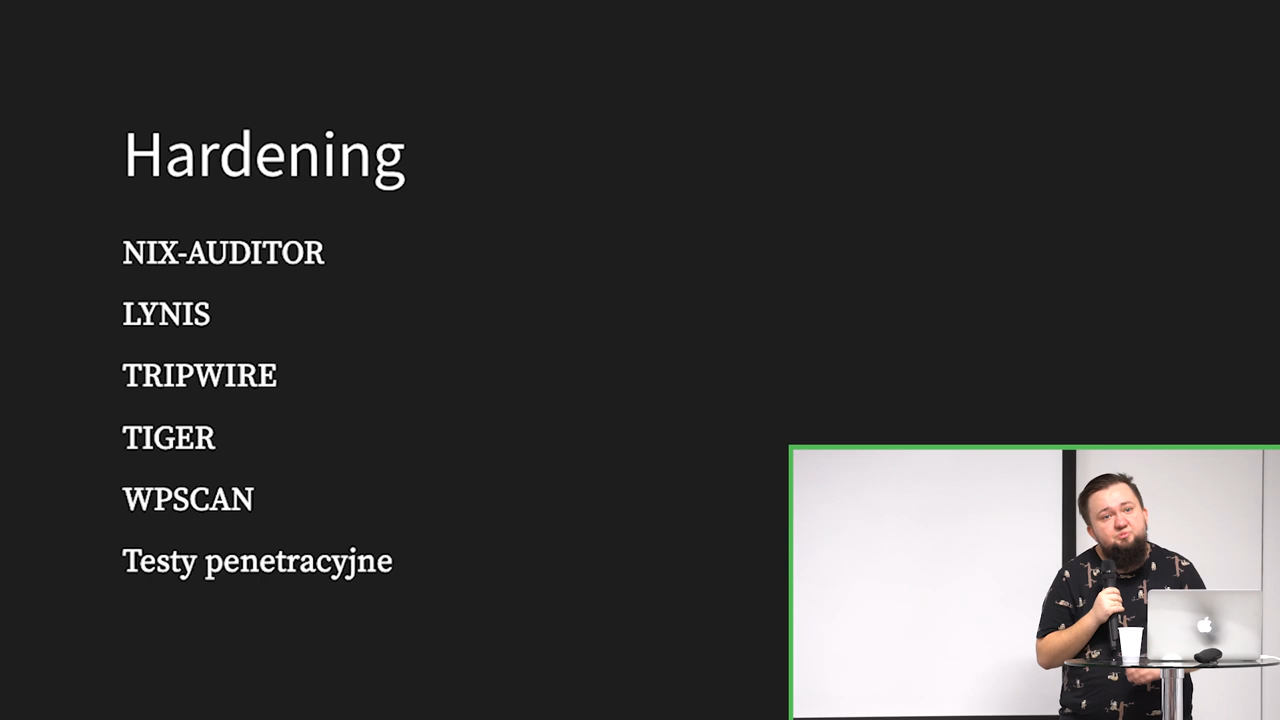 Hardening
NIX-AUDITOR
LYNIS
TRIPWIRE
TIGER
WPSCAN
Testy penetracyjne